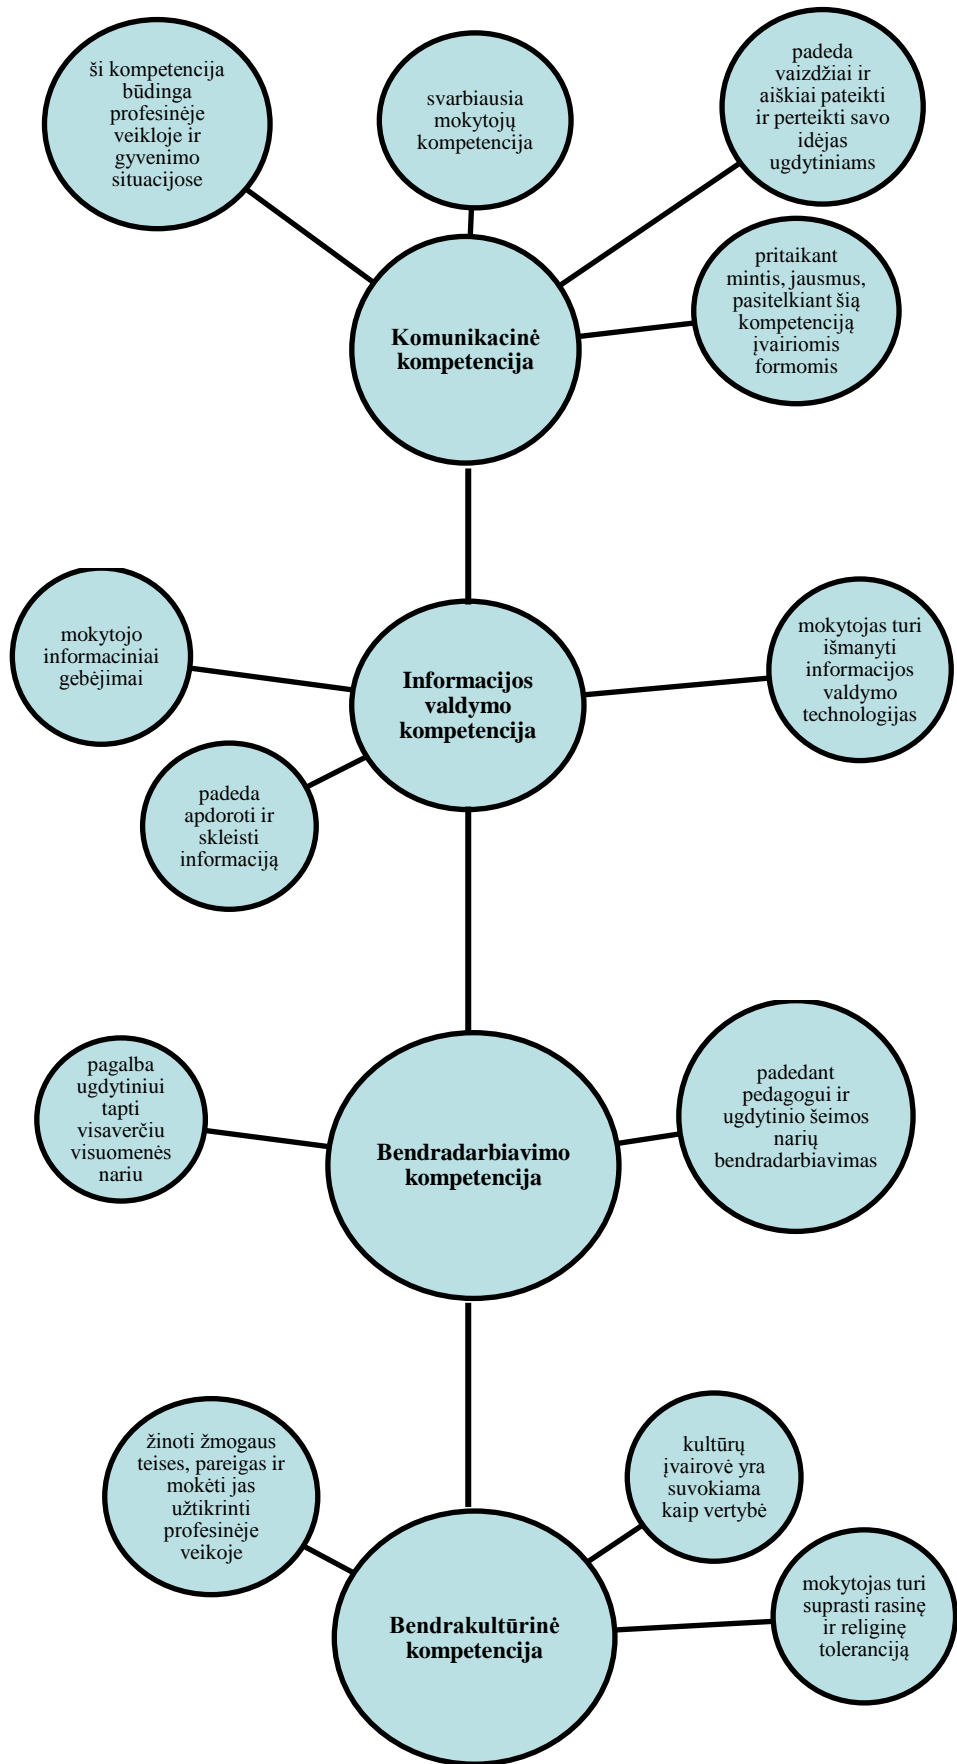 ši kompetencija
būdinga
profesinėje
veikloje ir
gyvenimo
situacijose
svarbiausia
mokytojų
kompetencija
padeda
vaizdžiai ir
aiškiai pateikti
ir perteikti savo
idėjas
ugdytiniams
pritaikant
mintis, jausmus,
pasitelkiant šią
kompetenciją
įvairiomis
formomis
Komunikacinė
kompetencija
mokytojo
informaciniai
gebėjimai
Informacijos
valdymo
kompetencija
mokytojas turi
išmanyti
informacijos
valdymo
technologijas
padeda
apdoroti ir
skleisti
informaciją
pagalba
ugdytiniui
tapti
visaverčiu
visuomenės
nariu
Bendradarbiavimo
kompetencija
padedant
pedagogui ir
ugdytinio šeimos
narių
bendradarbiavimas
žinoti žmogaus
teises, pareigas ir
mokėti jas
užtikrinti
profesinėje
veikoje
kultūrų
įvairovė yra
suvokiama
kaip vertybė
Bendrakultūrinė
kompetencija
mokytojas turi
suprasti rasinę
ir religinę
toleranciją